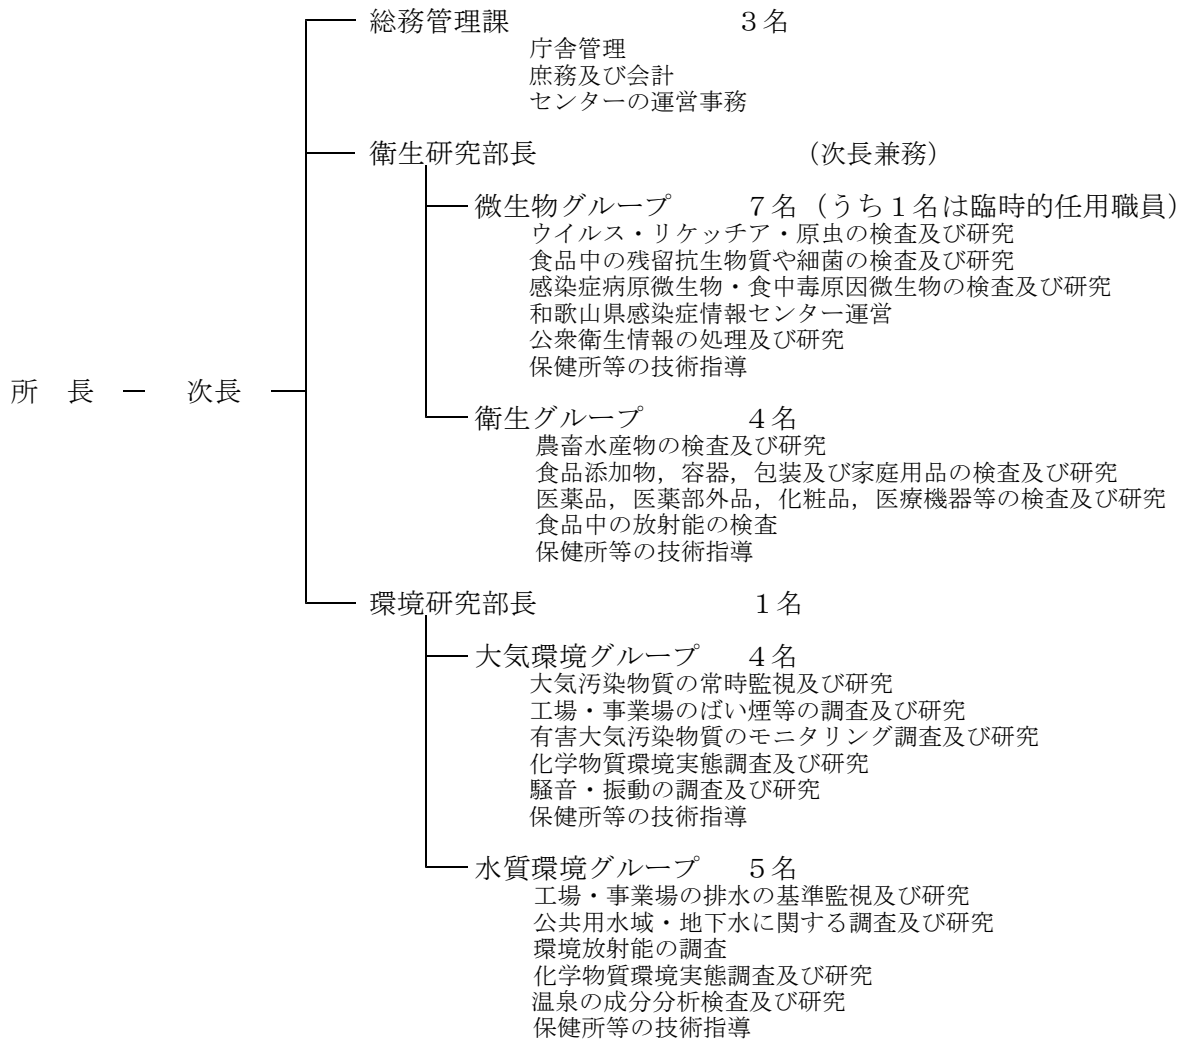 総務管理課　３名
庁舎管理
庶務及び会計
センターの運営事務
衛生研究部長　（次長兼務）
微生物グループ　７名（うち１名は臨時的任用職員）
ウイルス・リケッチア・原虫の検査及び研究
食品中の残留抗生物質や細菌の検査及び研究
感染症病原微生物・食中毒原因微生物の検査及び研究
和歌山県感染症情報センター運営
公衆衛生情報の処理及び研究
保健所等の技術指導
所　長　―　次長
衛生グループ　４名
農畜水産物の検査及び研究
食品添加物，容器，包装及び家庭用品の検査及び研究
医薬品，医薬部外品，化粧品，医療機器等の検査及び研究
食品中の放射能の検査
保健所等の技術指導
環境研究部長　１名
大気環境グループ　４名
大気汚染物質の常時監視及び研究
工場・事業場のばい煙等の調査及び研究
有害大気汚染物質のモニタリング調査及び研究
化学物質環境実態調査及び研究
騒音・振動の調査及び研究
保健所等の技術指導
水質環境グループ　５名
工場・事業場の排水の基準監視及び研究
公共用水域・地下水に関する調査及び研究
環境放射能の調査
化学物質環境実態調査及び研究
温泉の成分分析検査及び研究
保健所等の技術指導